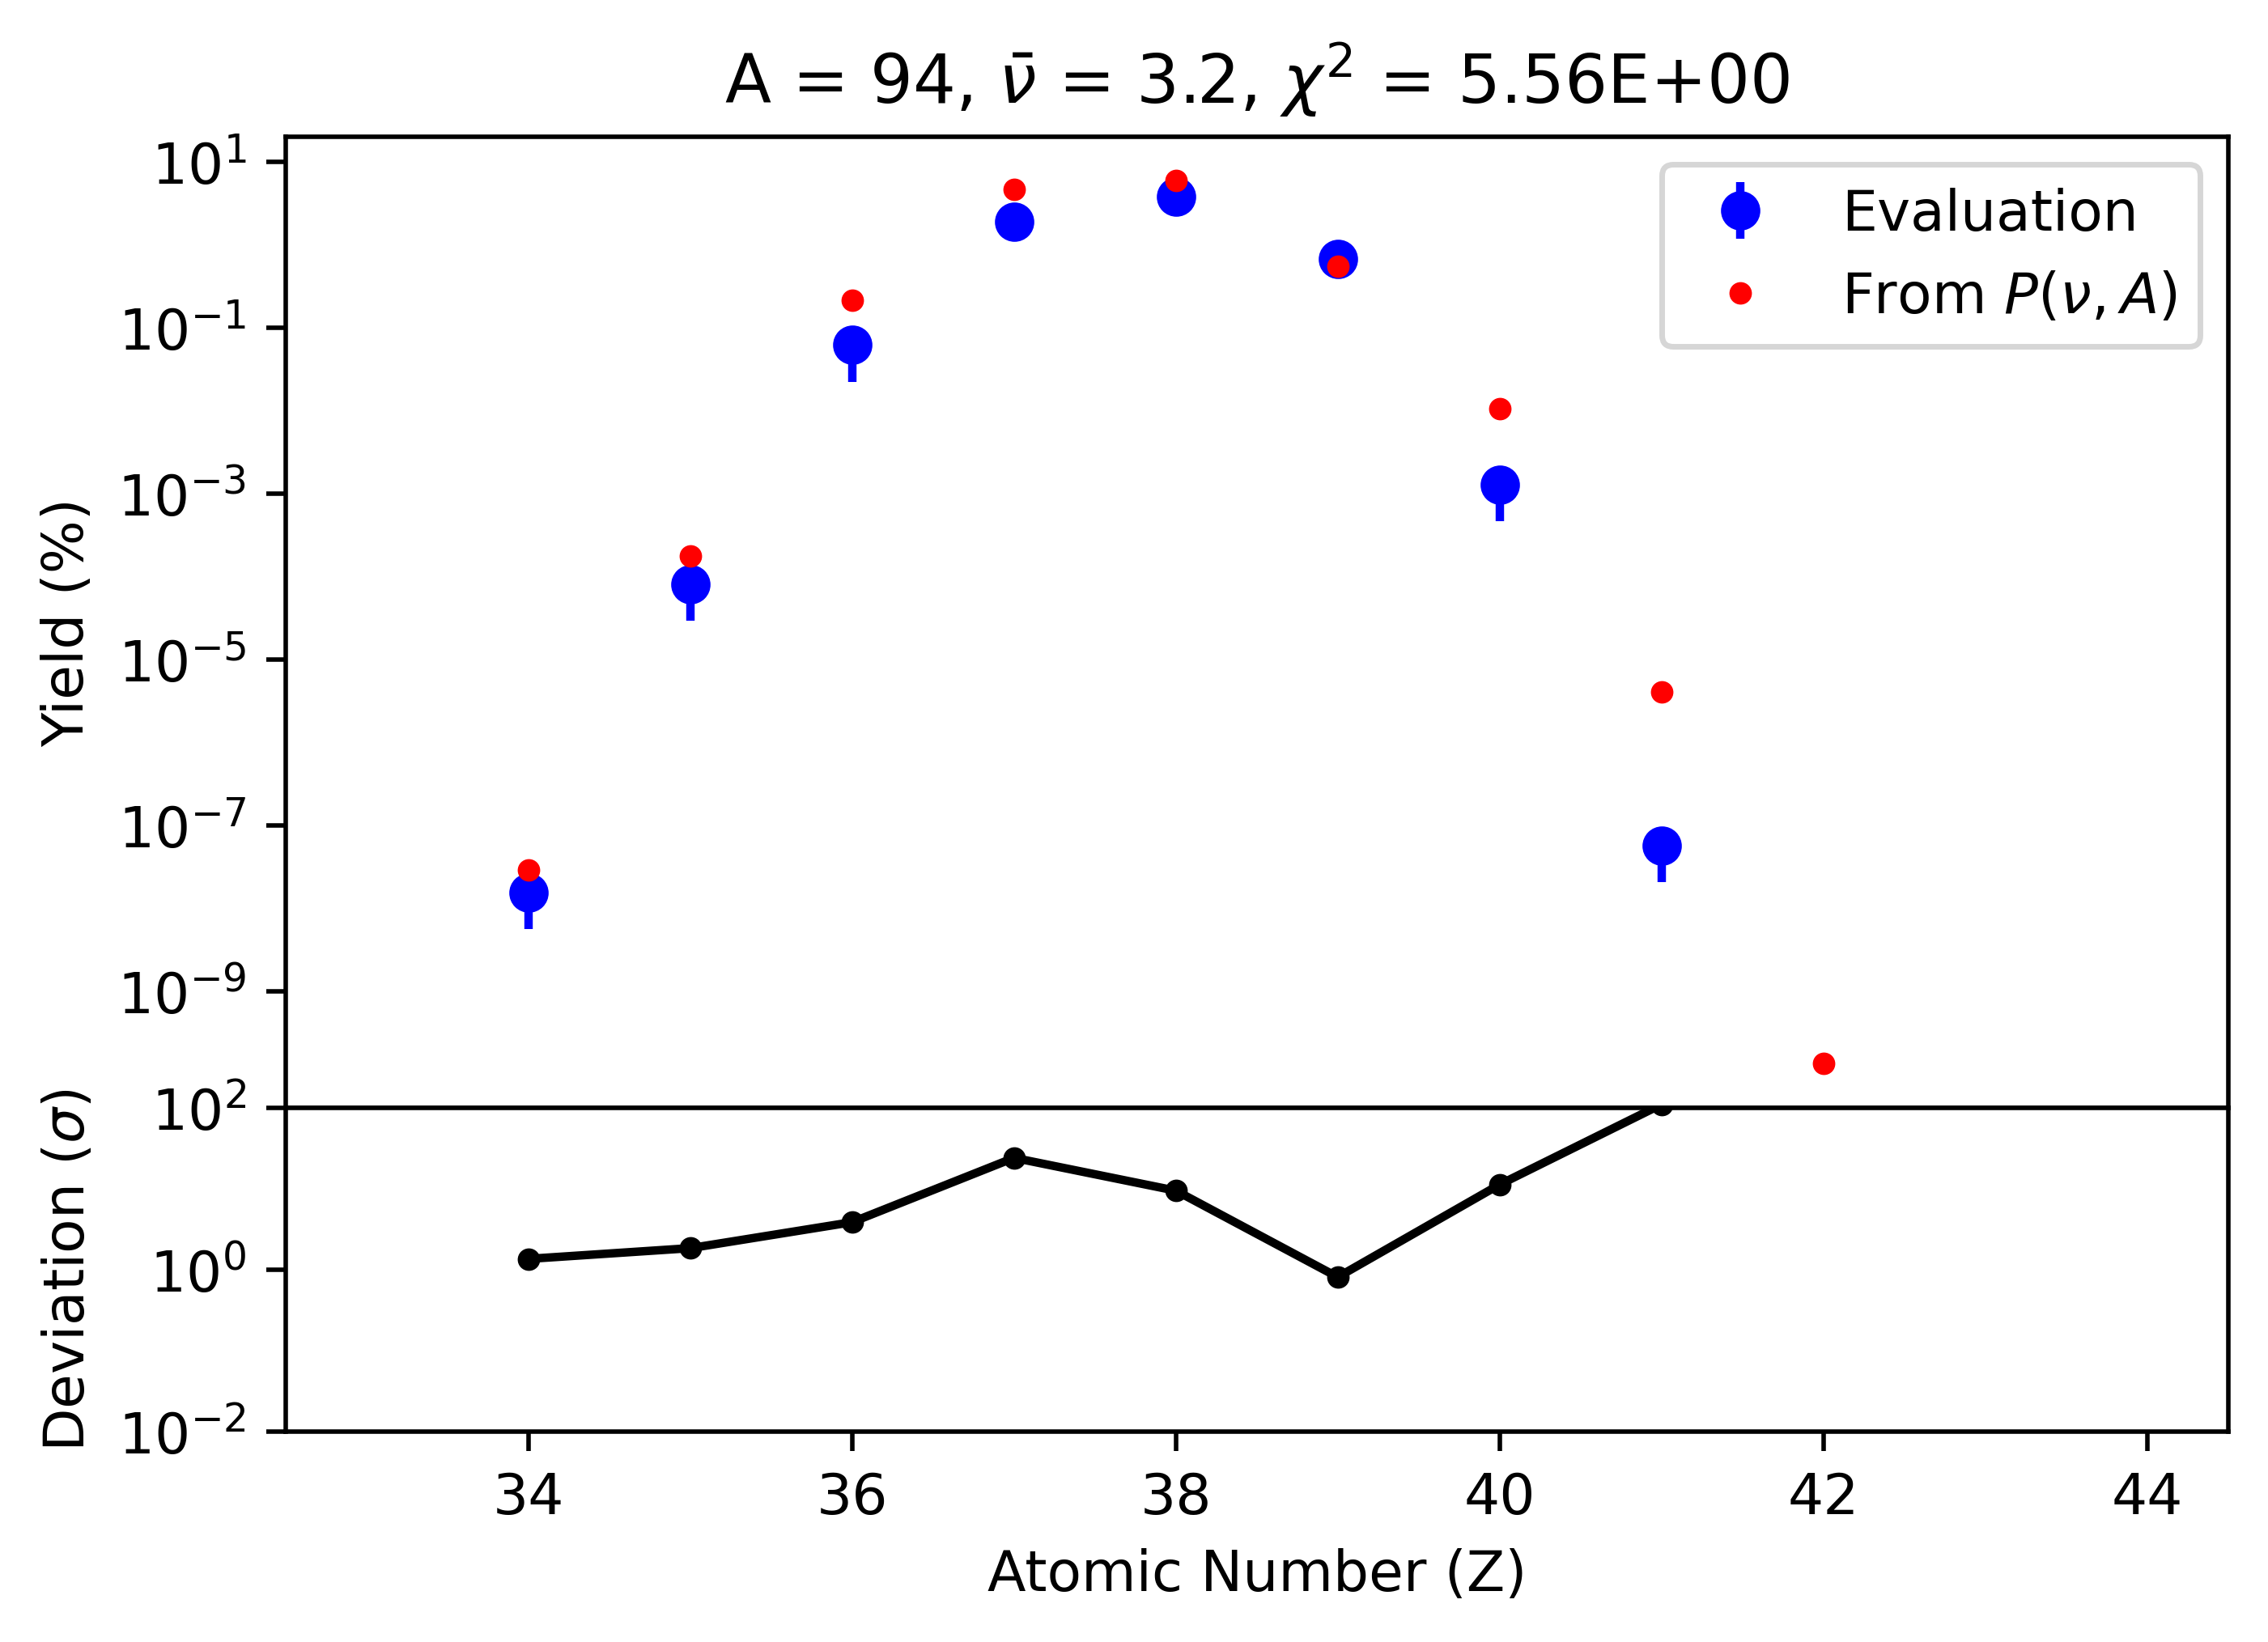 A = 94, ν̄ = 3.2, χ² = 5.56E+00
Evaluation
From P(ν, A)
Yield (%)
10¹
10⁻¹
10⁻³
10⁻⁵
10⁻⁷
10⁻⁹
Deviation (σ)
10²
10⁰
10⁻²
34 36 38 40 42 44
Atomic Number (Z)